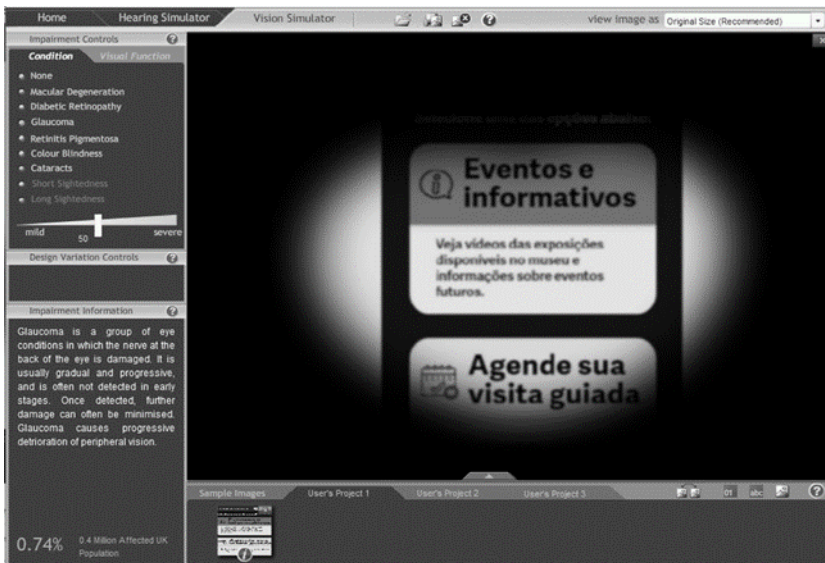 Home Hearing Simulator Vision Simulator view image as Original Size (Recommended)
Impairment Controls
Condition Visual Function
None
Macular Degeneration
Diabetic Retinopathy
Glaucoma
Retinitis Pigmentosa
Colour Blindness
Cataracts
Short Sightedness
Long Sightedness
mild 50 severe
Design Variation Controls
Impairment Information
Glaucoma is a group of eye
conditions in which the nerve at the
back of the eye is damaged. It is
usually gradual and progressive,
and is often not detected in early
stages. Once detected, further
damage can often be minimised.
Glaucoma causes progressive
detrioration of peripheral vision.
0.74% 0.4 Million Affected UK
Population
Selecione uma das opções abaixo:
Eventos e
informativos
Veja vídeos das exposições
disponíveis no museu e
informações sobre eventos
futuros.
Agende sua
visita guiada
Sample Images User's Project 1 User's Project 2 User's Project 3 01 abc